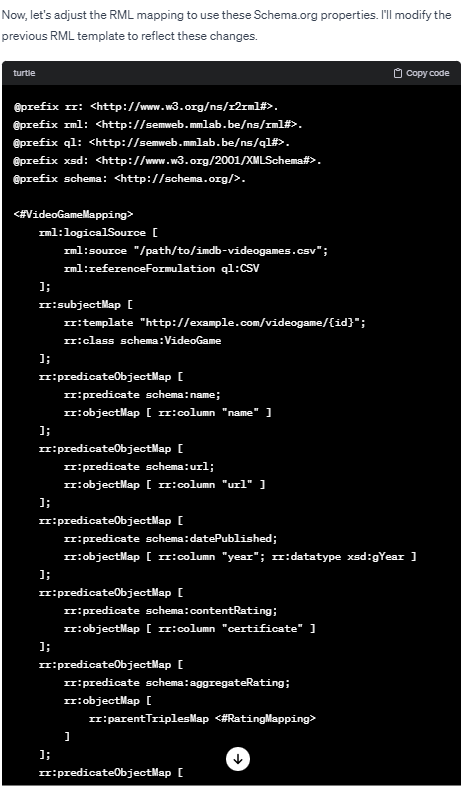 Now, let's adjust the RML mapping to use these Schema.org properties. I'll modify the
previous RML template to reflect these changes.
turtle
Copy code
@prefix rr: <http://www.w3.org/ns/r2rml#>.
@prefix rml: <http://semweb.mmlab.be/ns/rml#>.
@prefix ql: <http://semweb.mmlab.be/ns/ql#>.
@prefix xsd: <http://www.w3.org/2001/XMLSchema#>.
@prefix schema: <http://schema.org/>.
<#VideoGameMapping>
rml:logicalSource [
rml:source "/path/to/imdb-videogames.csv";
rml:referenceFormulation ql:CSV
];
rr:subjectMap [
rr:template "http://example.com/videogame/{id}";
rr:class schema:VideoGame
];
rr:predicateObjectMap [
rr:predicate schema:name;
rr:objectMap [ rr:column "name" ]
];
rr:predicateObjectMap [
rr:predicate schema:url;
rr:objectMap [ rr:column "url" ]
];
rr:predicateObjectMap [
rr:predicate schema:datePublished;
rr:objectMap [ rr:column "year"; rr:datatype xsd:gYear ]
];
rr:predicateObjectMap [
rr:predicate schema:contentRating;
rr:objectMap [ rr:column "certificate" ]
];
rr:predicateObjectMap [
rr:predicate schema:aggregateRating;
rr:objectMap [
rr:parentTriplesMap <#RatingMapping>
]
];
rr:predicateObjectMap [